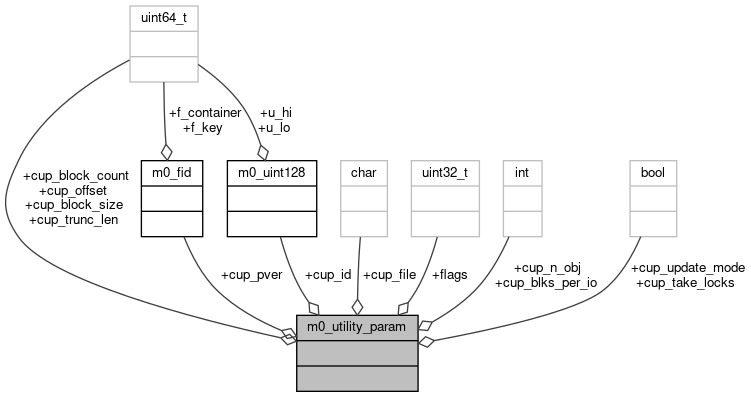 uint64_t
+f_container
+f_key
+u_hi
+u_lo
+cup_block_count
+cup_offset
+cup_block_size
+cup_trunc_len
m0_fid
m0_uint128
char
uint32_t
int
bool
+cup_pver
+cup_id
+cup_file
+flags
+cup_n_obj
+cup_blks_per_io
+cup_update_mode
+cup_take_locks
m0_utility_param